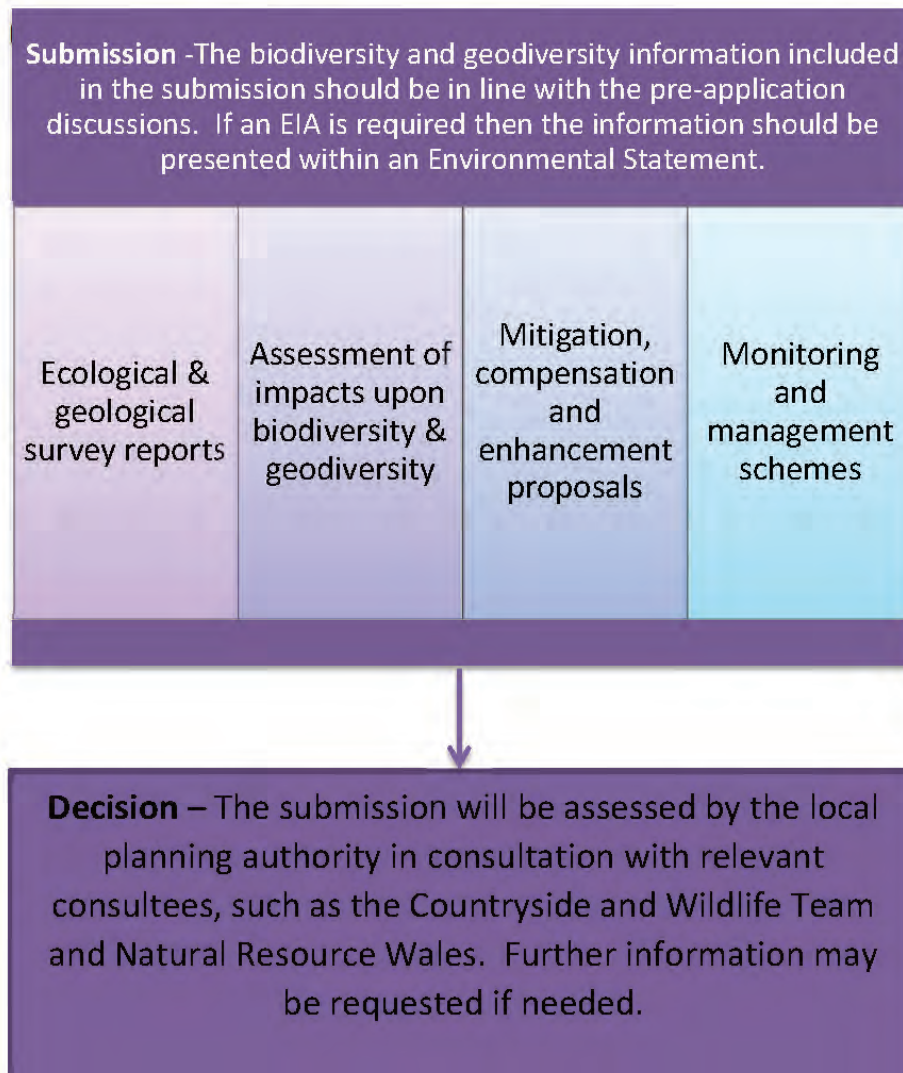 Submission -The biodiversity and geodiversity information included
in the submission should be in line with the pre-application
discussions.  If an EIA is required then the information should be
presented within an Environmental Statement.
Ecological &
geological
survey reports
Assessment of
impacts upon
biodiversity &
geodiversity
Mitigation,
compensation
and
enhancement
proposals
Monitoring
and
management
schemes
Decision – The submission will be assessed by the local
planning authority in consultation with relevant
consultees, such as the Countryside and Wildlife Team
and Natural Resource Wales.  Further information may
be requested if needed.